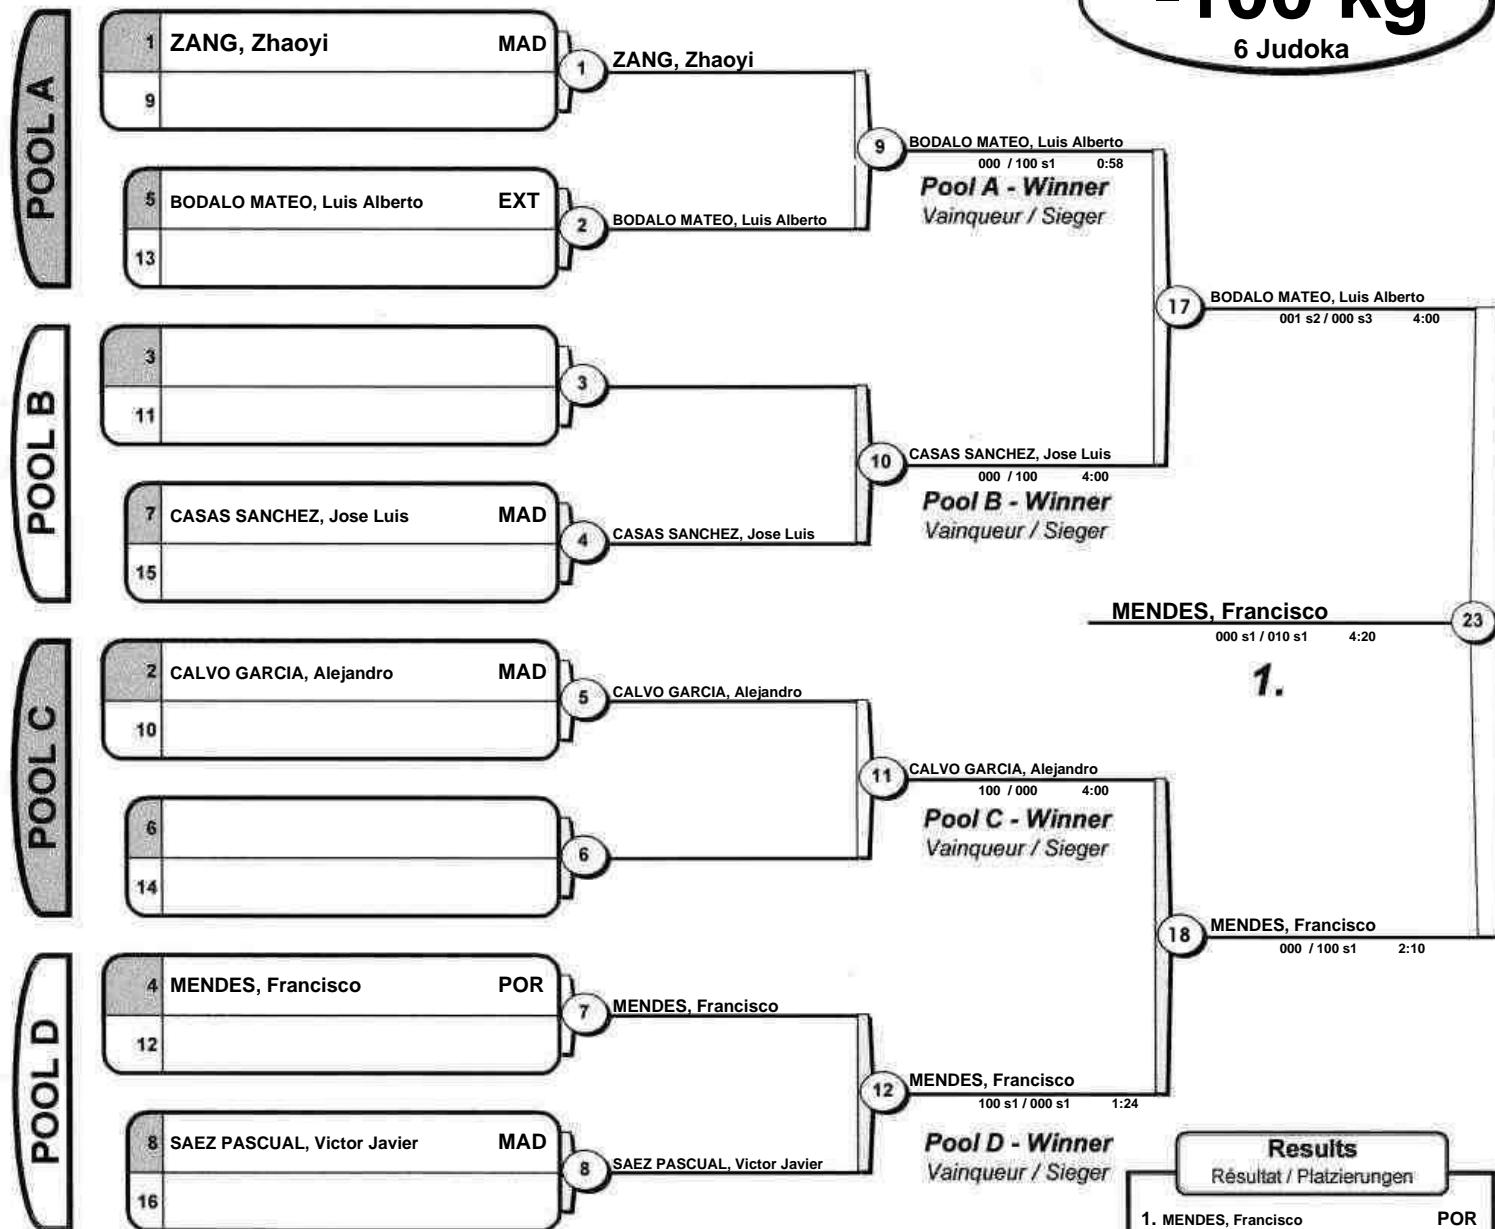 -100 kg
6 Judoka
POOL A
1 ZANG, Zhaoyi MAD
9
1
ZANG, Zhaoyi
5 BODALO MATEO, Luis Alberto EXT
13
2
BODALO MATEO, Luis Alberto
9
BODALO MATEO, Luis Alberto
000 / 100 s1 0:58
Pool A - Winner
Vainqueur / Sieger
POOL B
3
11
3
7 CASAS SANCHEZ, Jose Luis MAD
15
4
CASAS SANCHEZ, Jose Luis
10
CASAS SANCHEZ, Jose Luis
000 / 100 4:00
Pool B - Winner
Vainqueur / Sieger
17
BODALO MATEO, Luis Alberto
001 s2 / 000 s3 4:00
MENDES, Francisco
000 s1 / 010 s1 4:20
23
1.
POOL C
2 CALVO GARCIA, Alejandro MAD
10
5
CALVO GARCIA, Alejandro
6
14
6
11
CALVO GARCIA, Alejandro
100 / 000 4:00
Pool C - Winner
Vainqueur / Sieger
18
MENDES, Francisco
000 / 100 s1 2:10
POOL D
4 MENDES, Francisco POR
12
7
MENDES, Francisco
8 SAEZ PASCUAL, Victor Javier MAD
16
8
SAEZ PASCUAL, Victor Javier
12
MENDES, Francisco
100 s1 / 000 s1 1:24
Pool D - Winner
Vainqueur / Sieger
Results
Résultat / Platzierungen
1. MENDES, Francisco POR